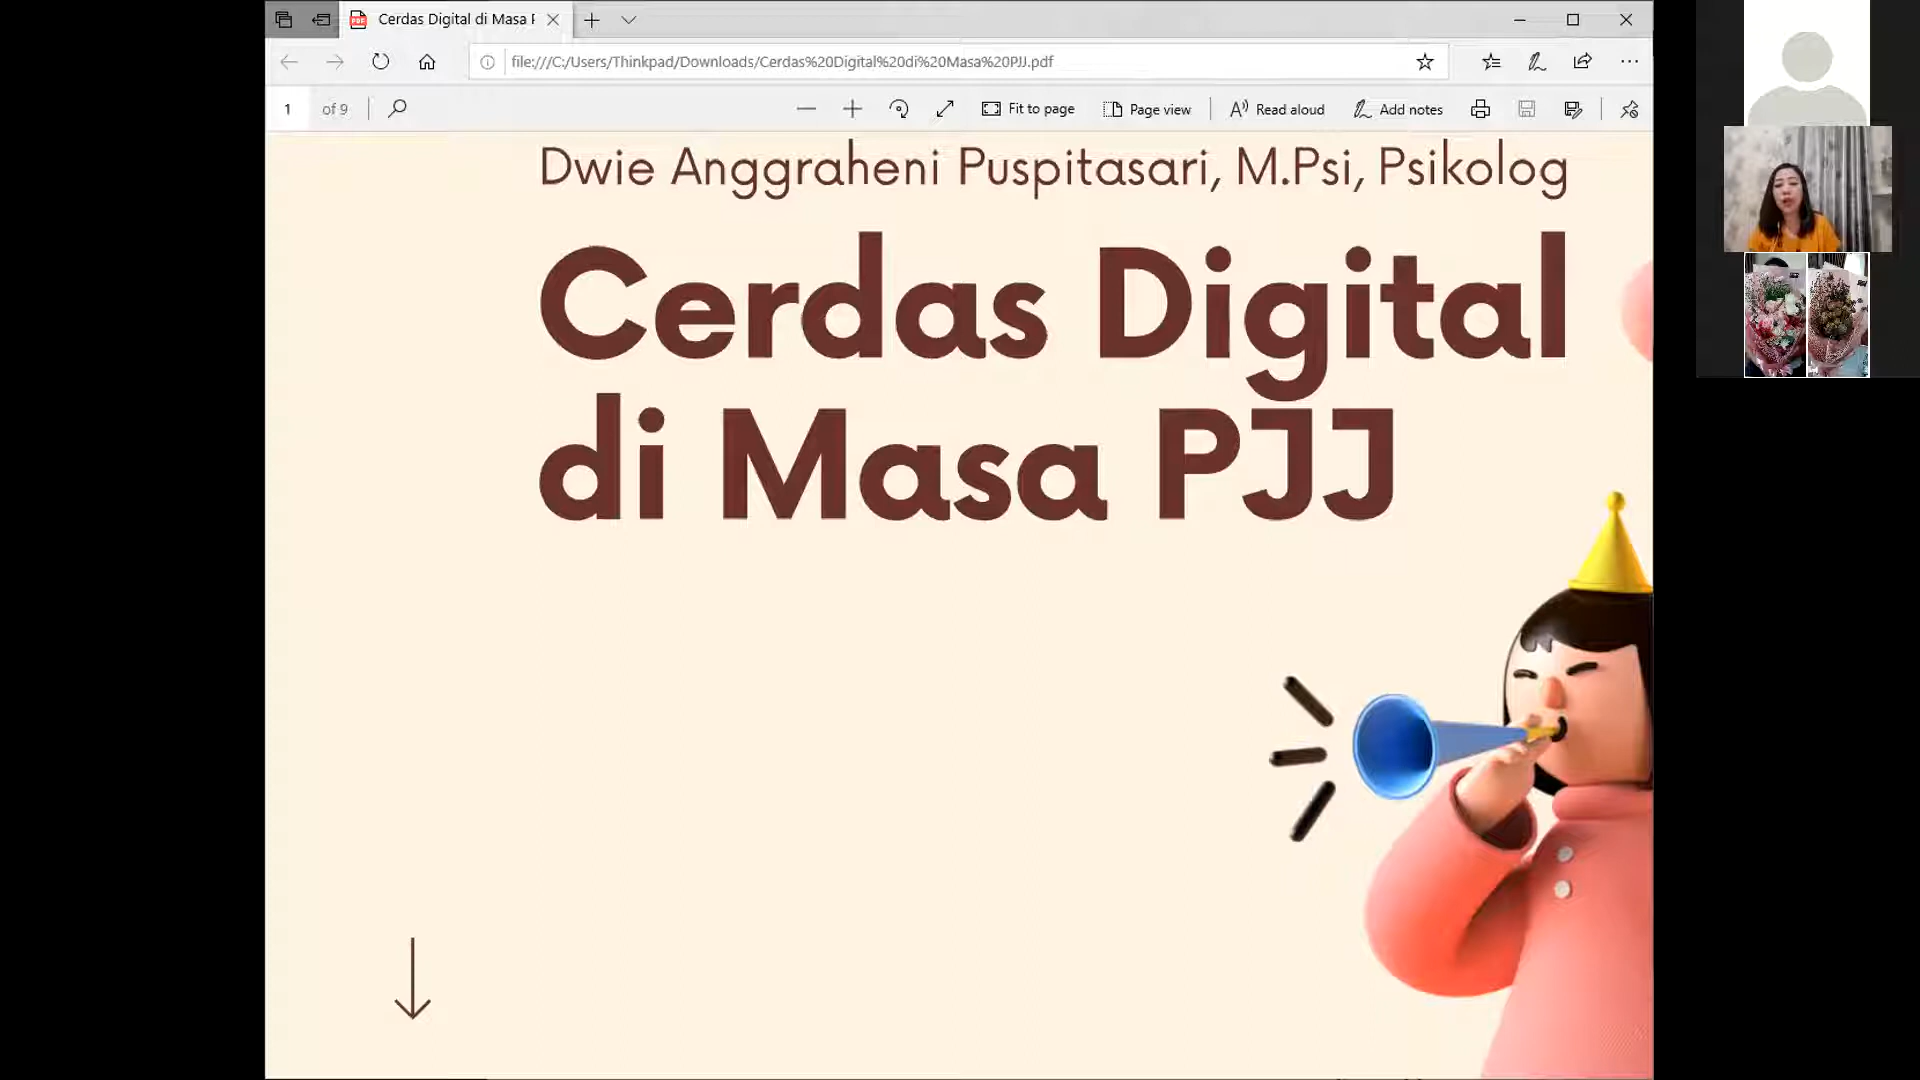 Cerdas Digital di Masa P
file:///C:/Users/Thinkpad/Downloads/Cerdas%20Digital%20di%20Masa%20PJJ.pdf
1 of 9
Fit to page
Page view
Read aloud
Add notes
Dwie Anggraheni Puspitasari, M.Psi, Psikolog
Cerdas Digital
di Masa PJJ